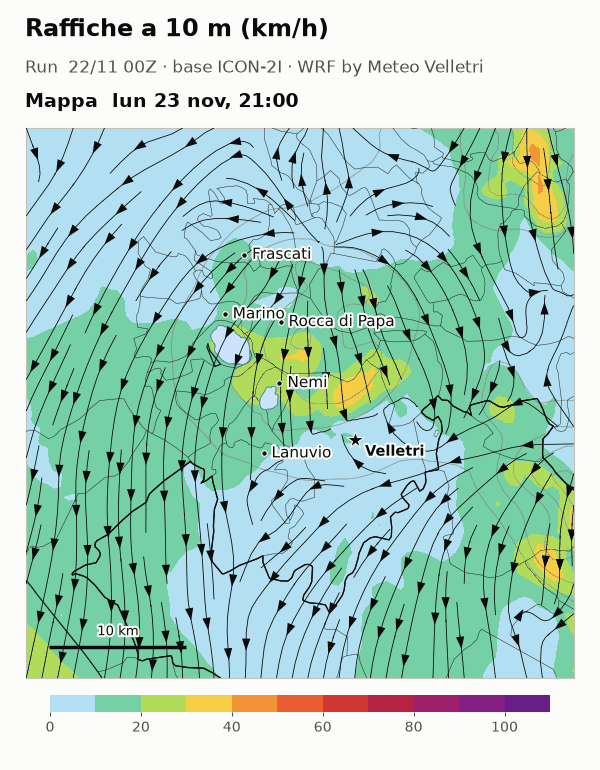 Raffiche a 10 m (km/h)
Run  22/11 00Z · base ICON-2I · WRF by Meteo Velletri
Mappa  lun 23 nov, 21:00
Frascati
Marino
Rocca di Papa
Nemi
Velletri
Lanuvio
10 km
0 20 40 60 80 100